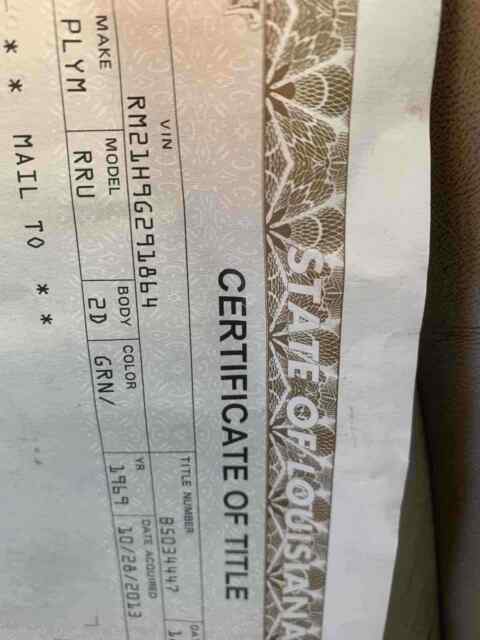 STATE OF LOUISIANA
CERTIFICATE OF TITLE
VIN TITLE NUMBER
RM21H9G291864 85034447
MAKE MODEL BODY COLOR YR DATE ACQUIRED
PLYM RRU 2D GRN/ 1969 10/28/2013
* * MAIL TO * *